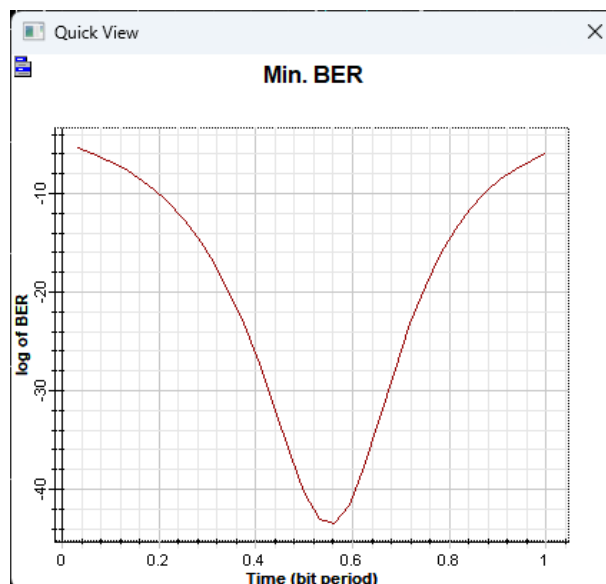 Quick View
Min. BER
log of BER
-10
-20
-30
-40
0 0.2 0.4 0.6 0.8 1
Time (bit period)